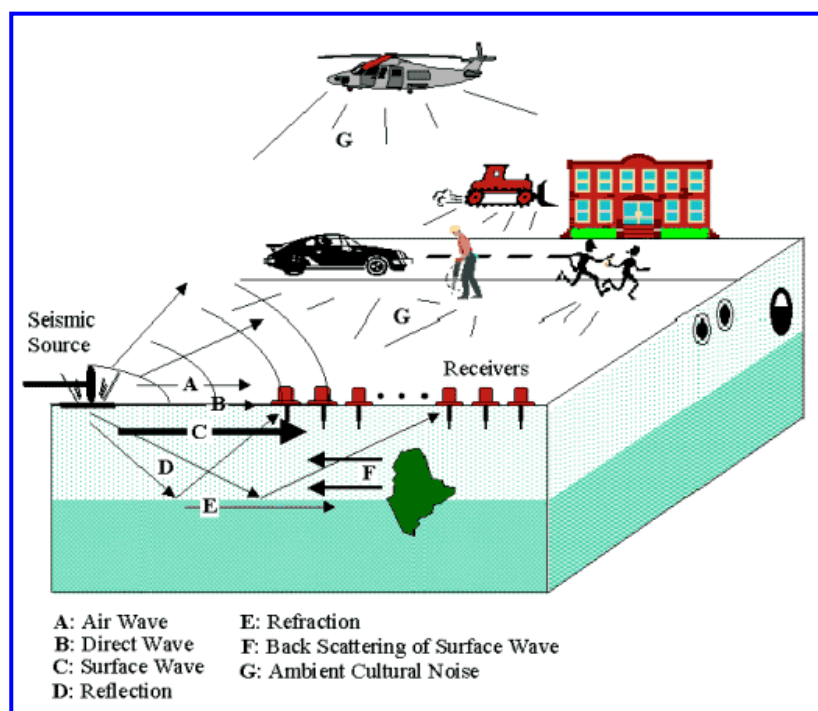 G
Seismic
Source
G
Receivers
A
B
C
D
F
E
A: Air Wave
B: Direct Wave
C: Surface Wave
D: Reflection
E: Refraction
F: Back Scattering of Surface Wave
G: Ambient Cultural Noise